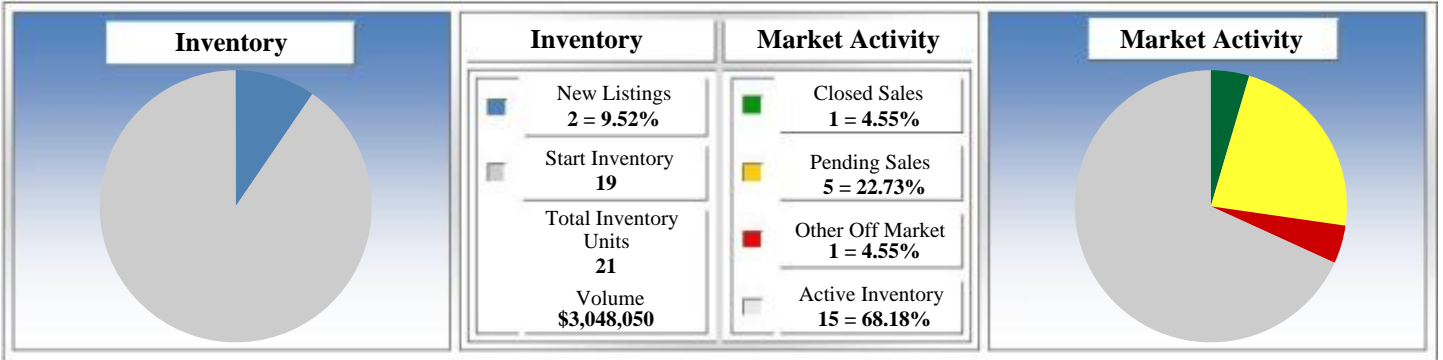 Inventory
Inventory
Market Activity
New Listings
2 = 9.52%
Start Inventory
19
Total Inventory
Units
21
Volume
$3,048,050
Closed Sales
1 = 4.55%
Pending Sales
5 = 22.73%
Other Off Market
1 = 4.55%
Active Inventory
15 = 68.18%
Market Activity